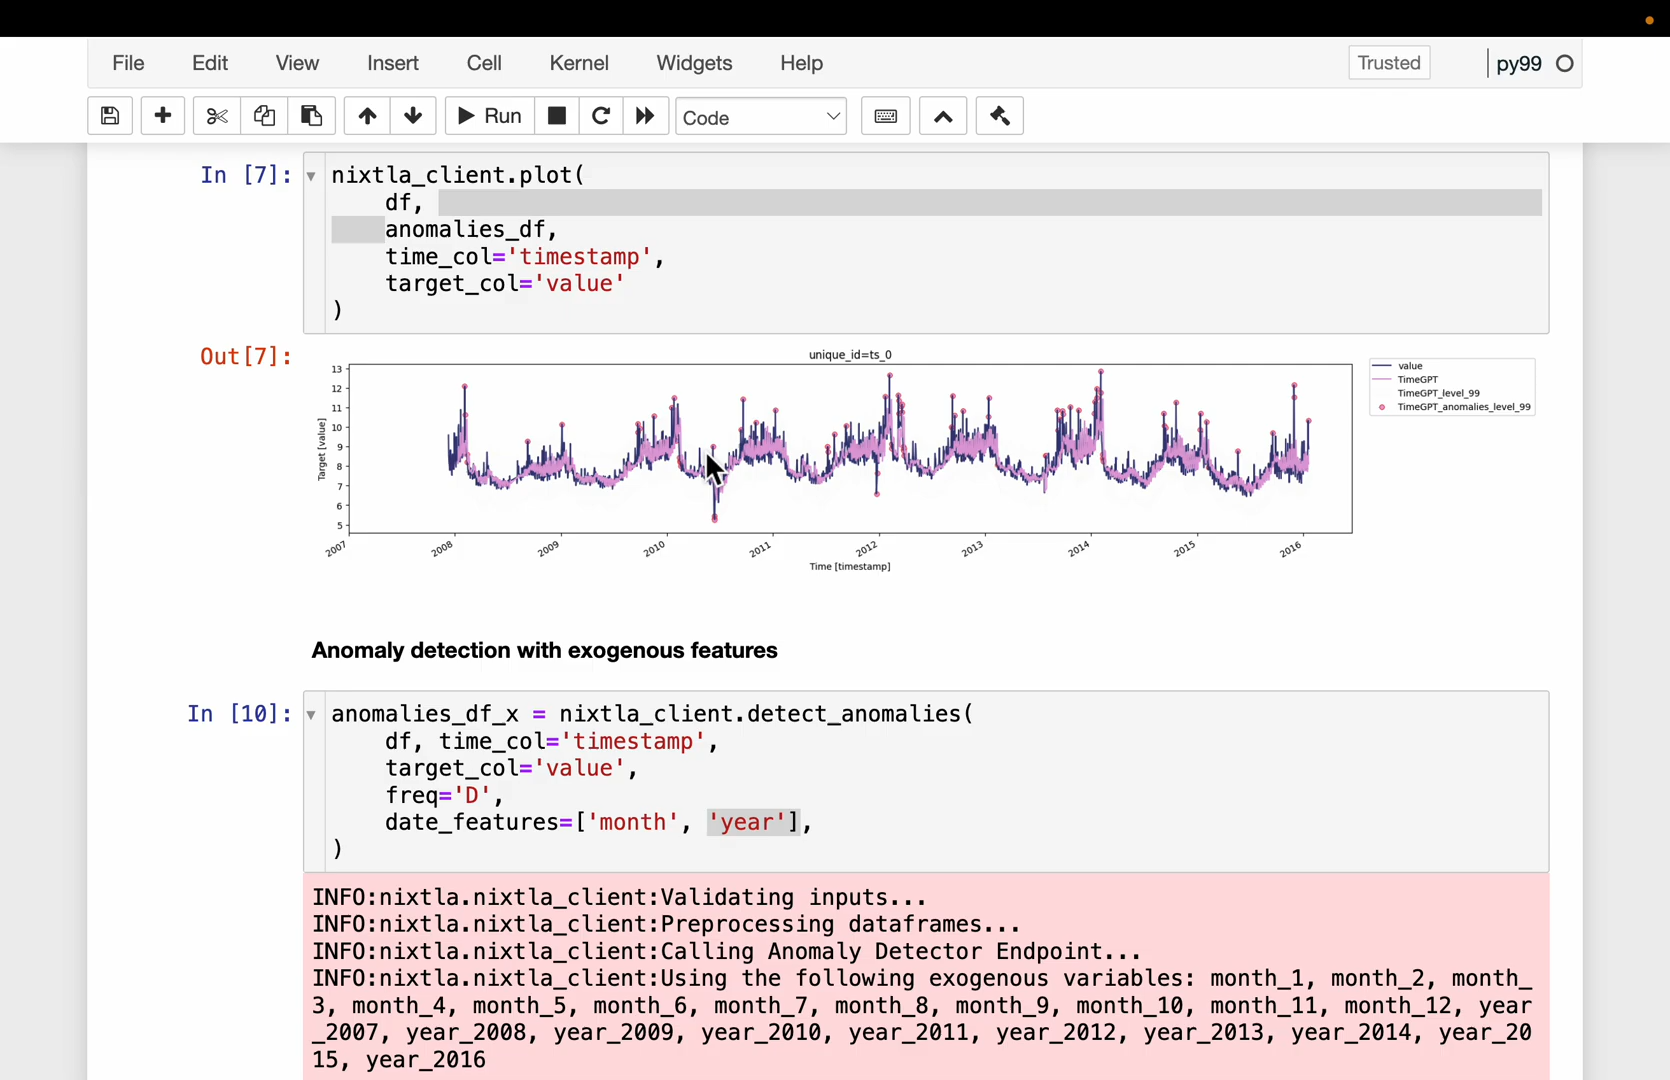 File Edit View Insert Cell Kernel Widgets Help Trusted py99
Run Code
In [7]: nixtla_client.plot(
df,
anomalies_df,
time_col='timestamp',
target_col='value'
)
Out[7]:
unique_id=ts_0
13
12
11
10
9
8
7
6
5
Target [value]
2007 2008 2009 2010 2011 2012 2013 2014 2015 2016
Time [timestamp]
value
TimeGPT
TimeGPT_level_99
TimeGPT_anomalies_level_99
Anomaly detection with exogenous features
In [10]: anomalies_df_x = nixtla_client.detect_anomalies(
df, time_col='timestamp',
target_col='value',
freq='D',
date_features=['month', 'year'],
)
INFO:nixtla.nixtla_client:Validating inputs...
INFO:nixtla.nixtla_client:Preprocessing dataframes...
INFO:nixtla.nixtla_client:Calling Anomaly Detector Endpoint...
INFO:nixtla.nixtla_client:Using the following exogenous variables: month_1, month_2, month_
3, month_4, month_5, month_6, month_7, month_8, month_9, month_10, month_11, month_12, year
_2007, year_2008, year_2009, year_2010, year_2011, year_2012, year_2013, year_2014, year_20
15, year_2016